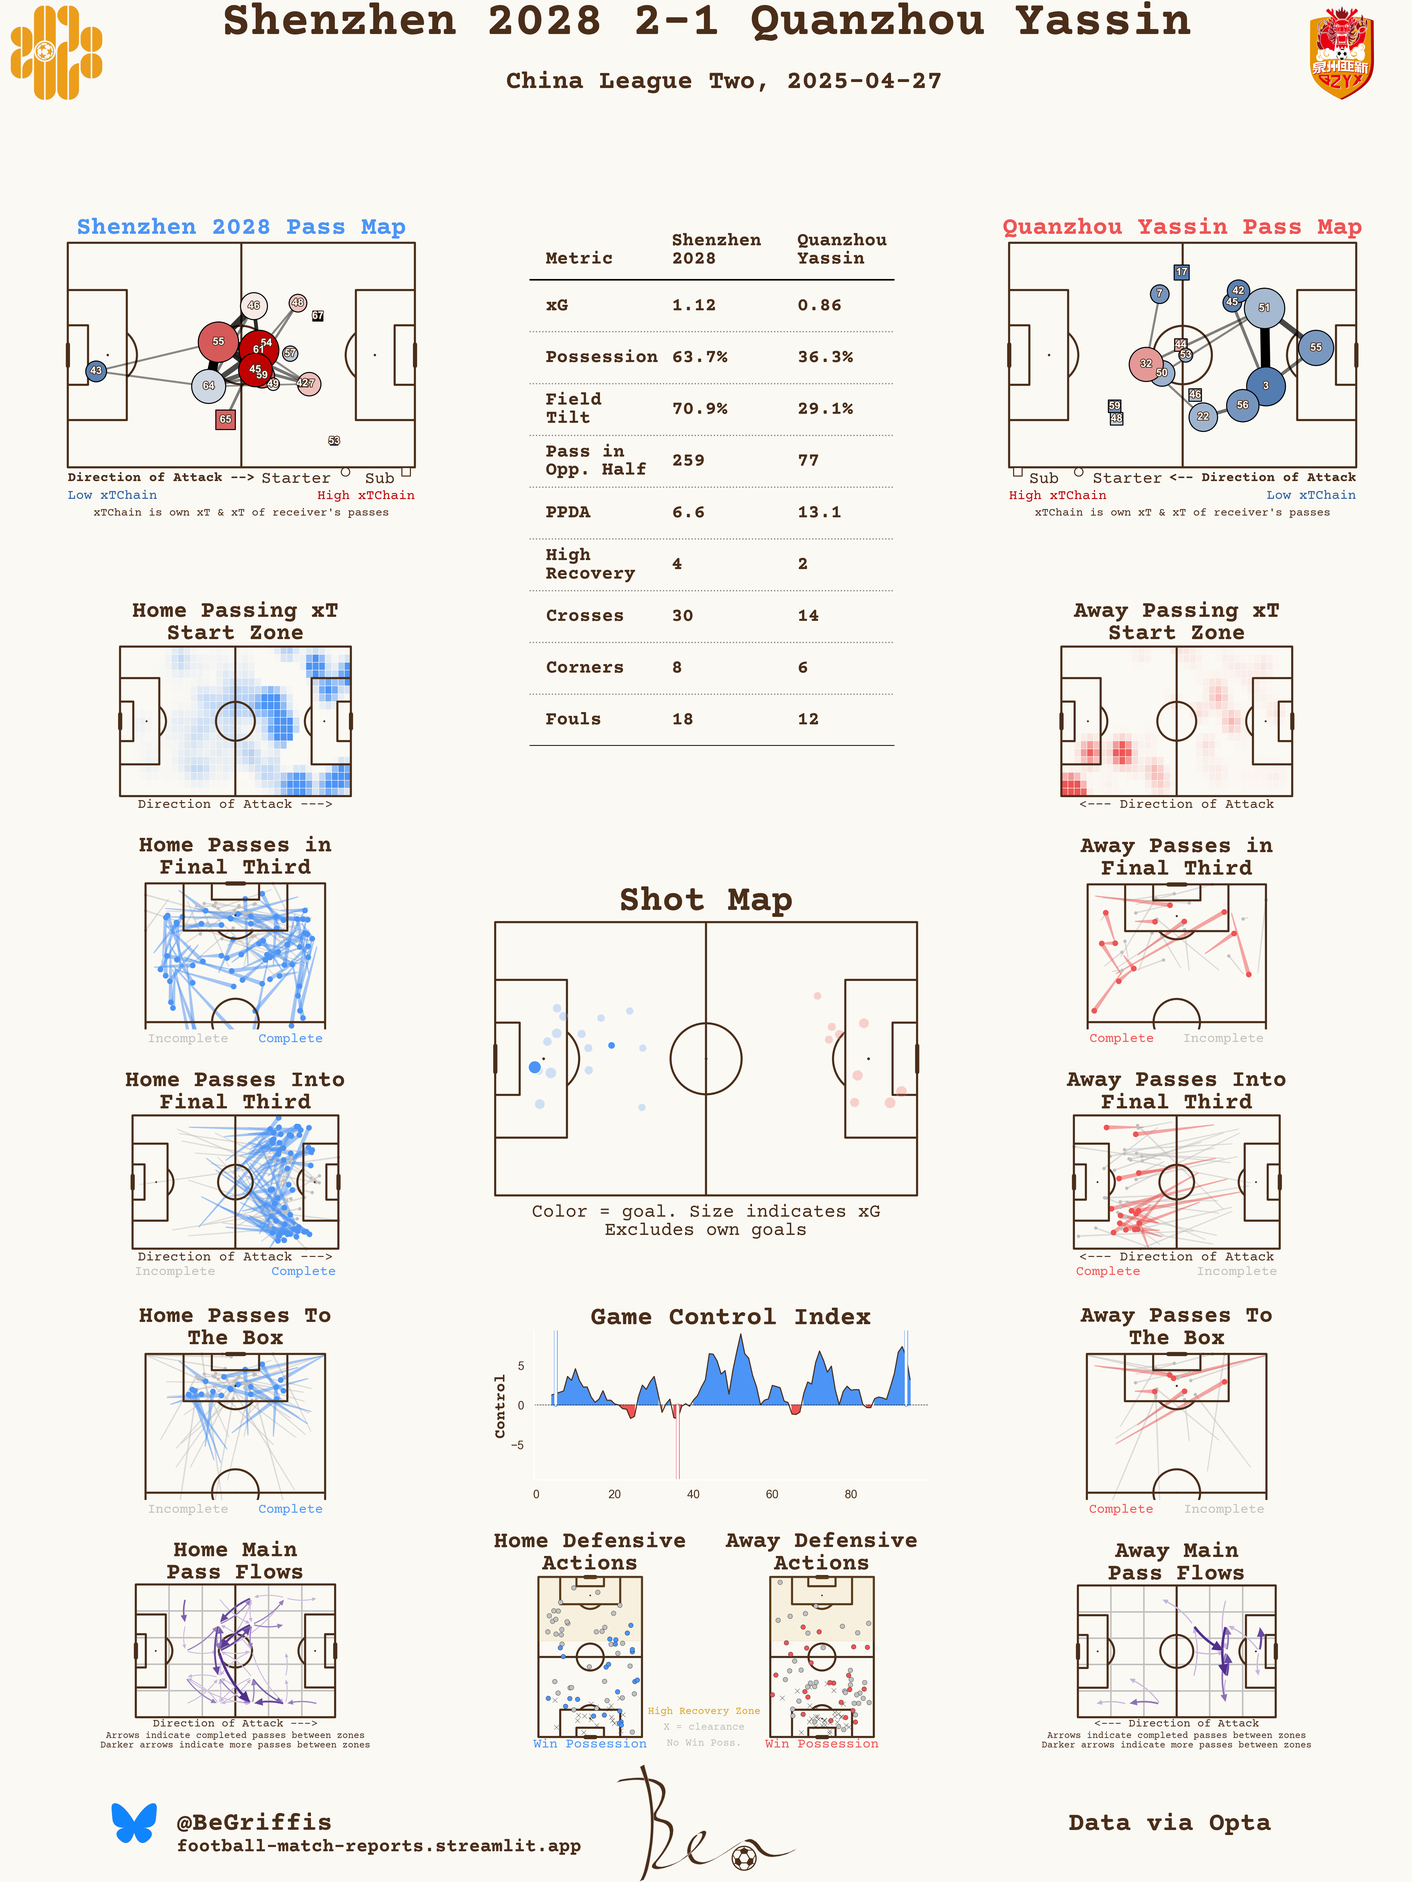 Shenzhen 2028 2-1 Quanzhou Yassin
China League Two, 2025-04-27
泉州亚新
QZYX
Shenzhen 2028 Pass Map
46
48
67
55
54
61
57
43
45
59
49
427
64
65
53
Direction of Attack --> Starter Sub
Low xTChain High xTChain
xTChain is own xT & xT of receiver's passes
Metric Shenzhen 2028 Quanzhou Yassin
xG 1.12 0.86
Possession 63.7% 36.3%
Field Tilt 70.9% 29.1%
Pass in Opp. Half 259 77
PPDA 6.6 13.1
High Recovery 4 2
Crosses 30 14
Corners 8 6
Fouls 18 12
Quanzhou Yassin Pass Map
17
7
42
45
51
44
53
55
32
50
3
46
59
48
56
22
Sub Starter <-- Direction of Attack
High xTChain Low xTChain
xTChain is own xT & xT of receiver's passes
Home Passing xT
Start Zone
Direction of Attack --->
Away Passing xT
Start Zone
<--- Direction of Attack
Home Passes in
Final Third
Incomplete Complete
Away Passes in
Final Third
Complete Incomplete
Shot Map
Color = goal. Size indicates xG
Excludes own goals
Home Passes Into
Final Third
Direction of Attack --->
Incomplete Complete
Away Passes Into
Final Third
<--- Direction of Attack
Complete Incomplete
Home Passes To
The Box
Incomplete Complete
Game Control Index
Control
5
0
−5
0 20 40 60 80
Away Passes To
The Box
Complete Incomplete
Home Main
Pass Flows
Direction of Attack --->
Arrows indicate completed passes between zones
Darker arrows indicate more passes between zones
Home Defensive
Actions
Win Possession
High Recovery Zone
X = clearance
No Win Poss.
Away Defensive
Actions
Win Possession
Away Main
Pass Flows
<--- Direction of Attack
Arrows indicate completed passes between zones
Darker arrows indicate more passes between zones
@BeGriffis
football-match-reports.streamlit.app
Ben
Data via Opta